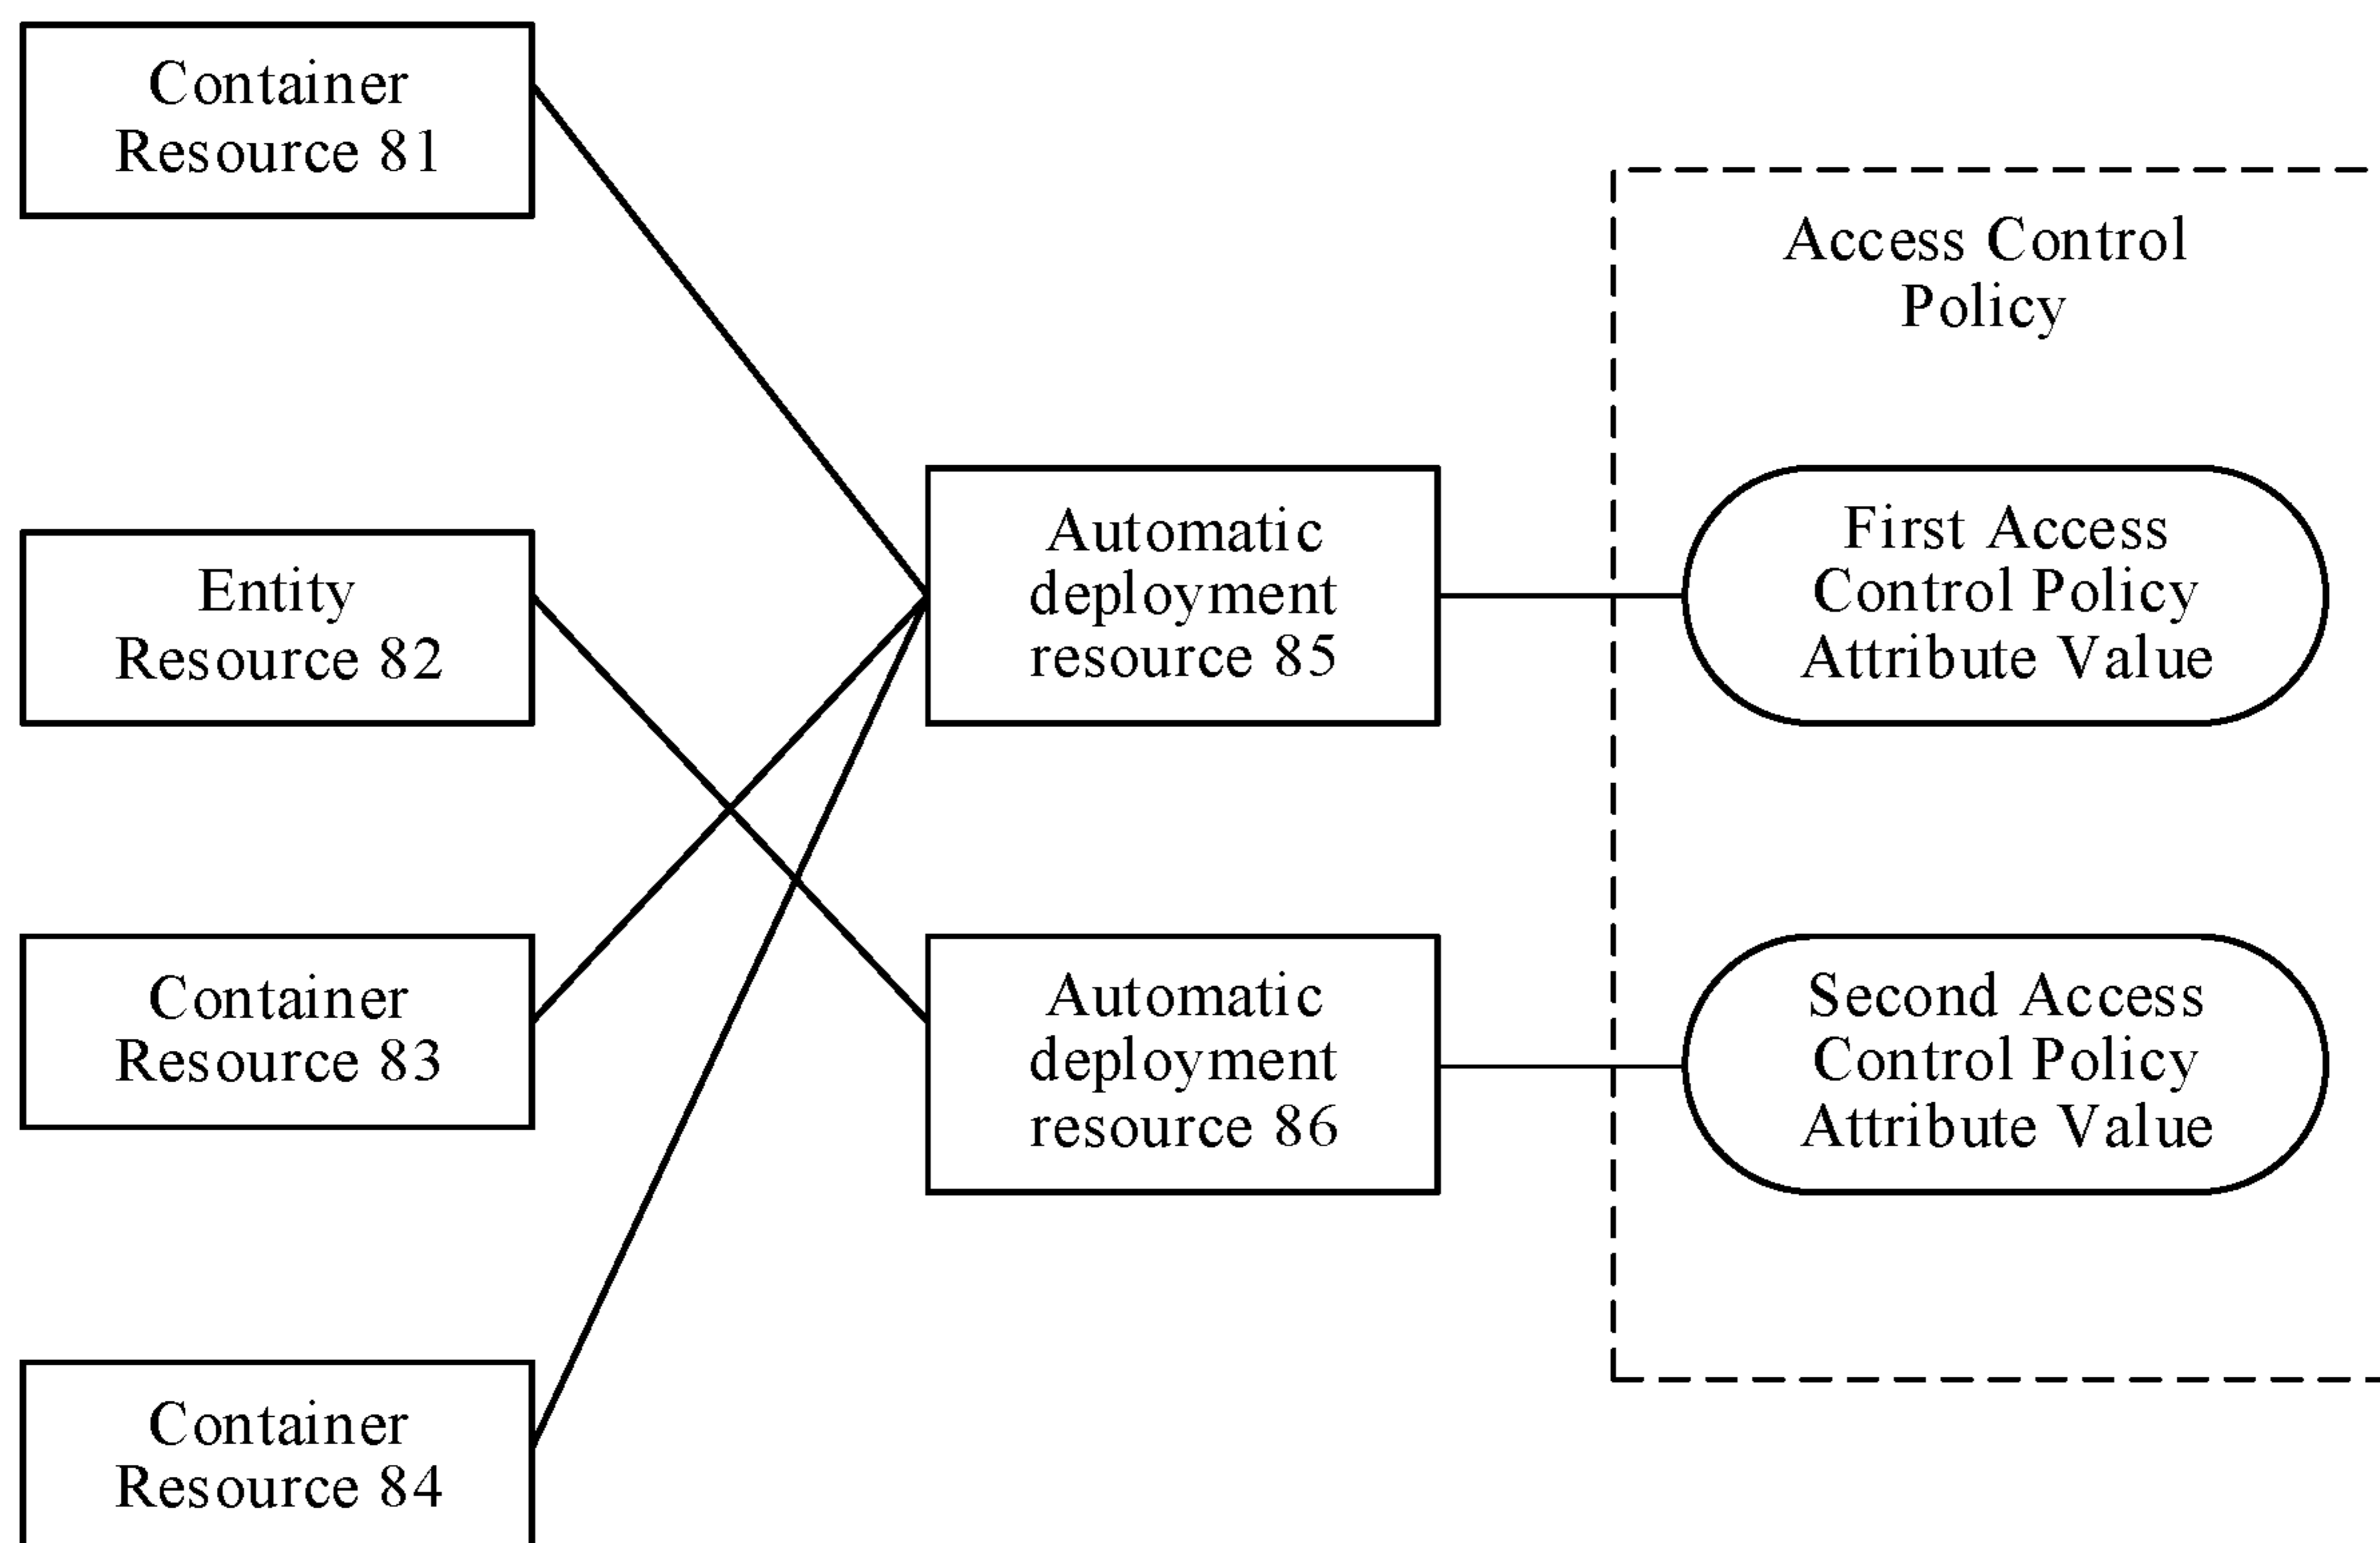 Container
Resource 81
Entity
Resource 82
Container
Resource 83
Container
Resource 84
Automatic
deployment
resource 85
Automatic
deployment
resource 86
Access Control
Policy
First Access
Control Policy
Attribute Value
Second Access
Control Policy
Attribute Value